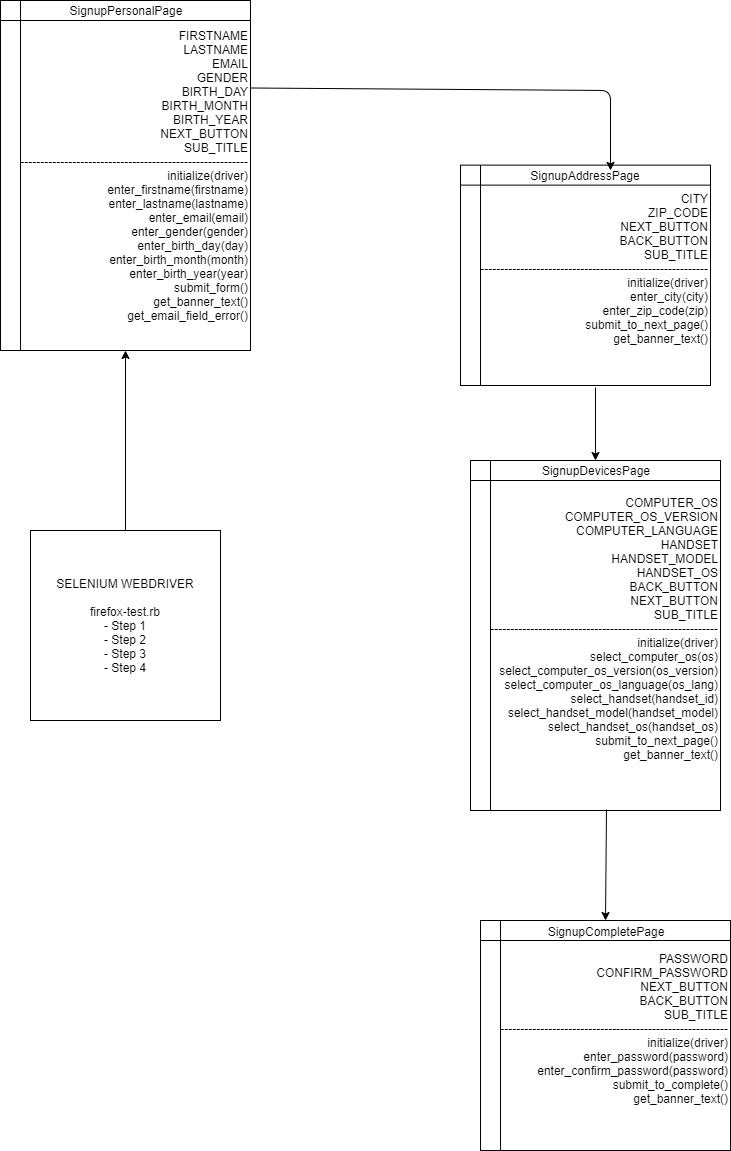 SignupPersonalPage
FIRSTNAME
LASTNAME
EMAIL
GENDER
BIRTH_DAY
BIRTH_MONTH
BIRTH_YEAR
NEXT_BUTTON
SUB_TITLE
initialize(driver)
enter_firstname(firstname)
enter_lastname(lastname)
enter_email(email)
enter_gender(gender)
enter_birth_day(day)
enter_birth_month(month)
enter_birth_year(year)
submit_form()
get_banner_text()
get_email_field_error()
SignupAddressPage
CITY
ZIP_CODE
NEXT_BUTTON
BACK_BUTTON
SUB_TITLE
initialize(driver)
enter_city(city)
enter_zip_code(zip)
submit_to_next_page()
get_banner_text()
SignupDevicesPage
COMPUTER_OS
COMPUTER_OS_VERSION
COMPUTER_LANGUAGE
HANDSET
HANDSET_MODEL
HANDSET_OS
BACK_BUTTON
NEXT_BUTTON
SUB_TITLE
initialize(driver)
select_computer_os(os)
select_computer_os_version(os_version)
select_computer_os_language(os_lang)
select_handset(handset_id)
select_handset_model(handset_model)
select_handset_os(handset_os)
submit_to_next_page()
get_banner_text()
SELENIUM WEBDRIVER
firefox-test.rb
- Step 1
- Step 2
- Step 3
- Step 4
SignupCompletePage
PASSWORD
CONFIRM_PASSWORD
NEXT_BUTTON
BACK_BUTTON
SUB_TITLE
initialize(driver)
enter_password(password)
enter_confirm_password(password)
submit_to_complete()
get_banner_text()